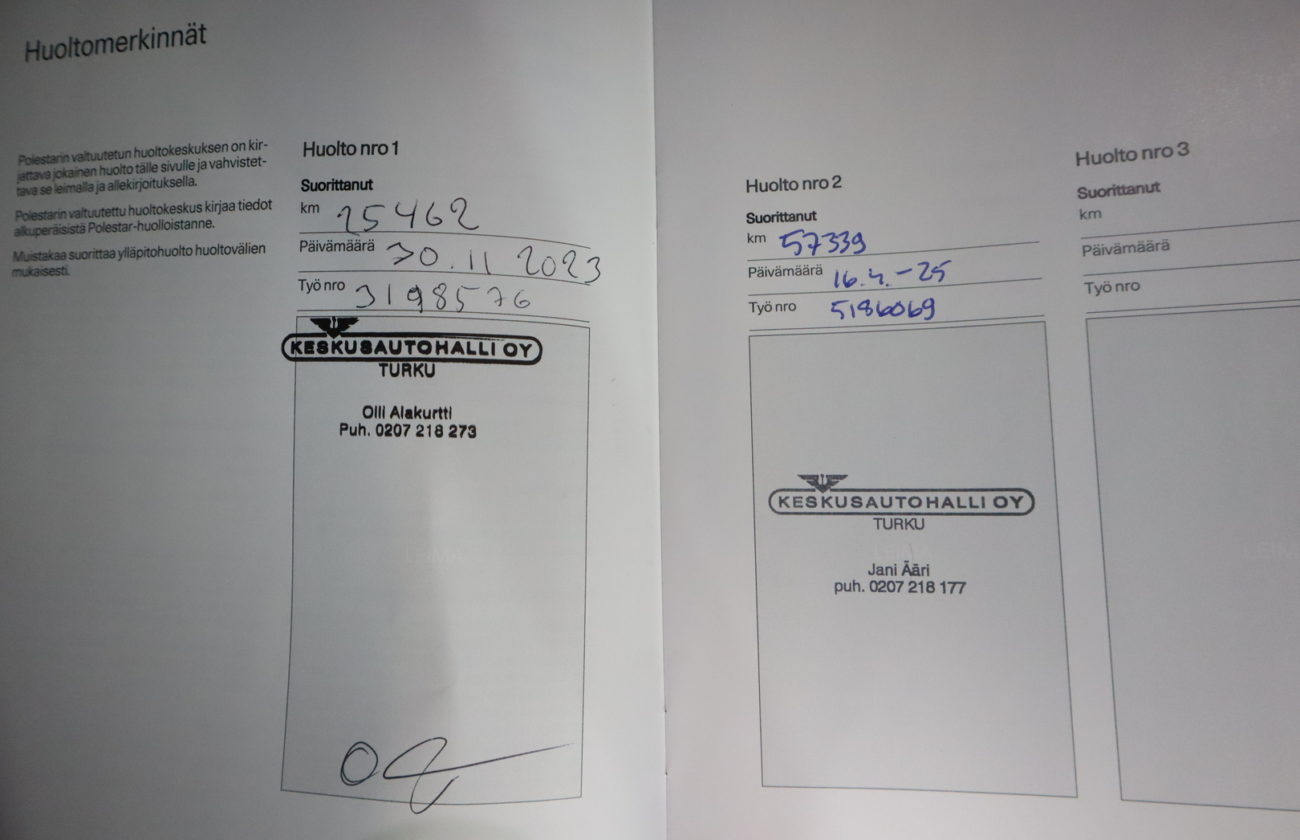 Huoltomerkinnät
Polestarin valtuutetun huoltokeskuksen on kir-
jattava jokainen huolto tälle sivulle ja vahvistet-
tava se leimalla ja allekirjoituksella.
Polestarin valtuutettu huoltokeskus kirjaa tiedot
alkuperäisistä Polestar-huolloistanne.
Muistakaa suorittaa ylläpitohuolto huoltovälien
mukaisesti.
Huolto nro 1
Suorittanut
km 25462
Päivämäärä 30.11 2023
Työ nro 3198576
KESKUSAUTOHALLI OY
TURKU
Olli Alakurtti
Puh. 0207 218 273
Huolto nro 2
Suorittanut
km 57339
Päivämäärä 16.4.-25
Työ nro 5186069
KESKUSAUTOHALLI OY
TURKU
Jani Ääri
puh. 0207 218 177
Huolto nro 3
Suorittanut
km
Päivämäärä
Työ nro